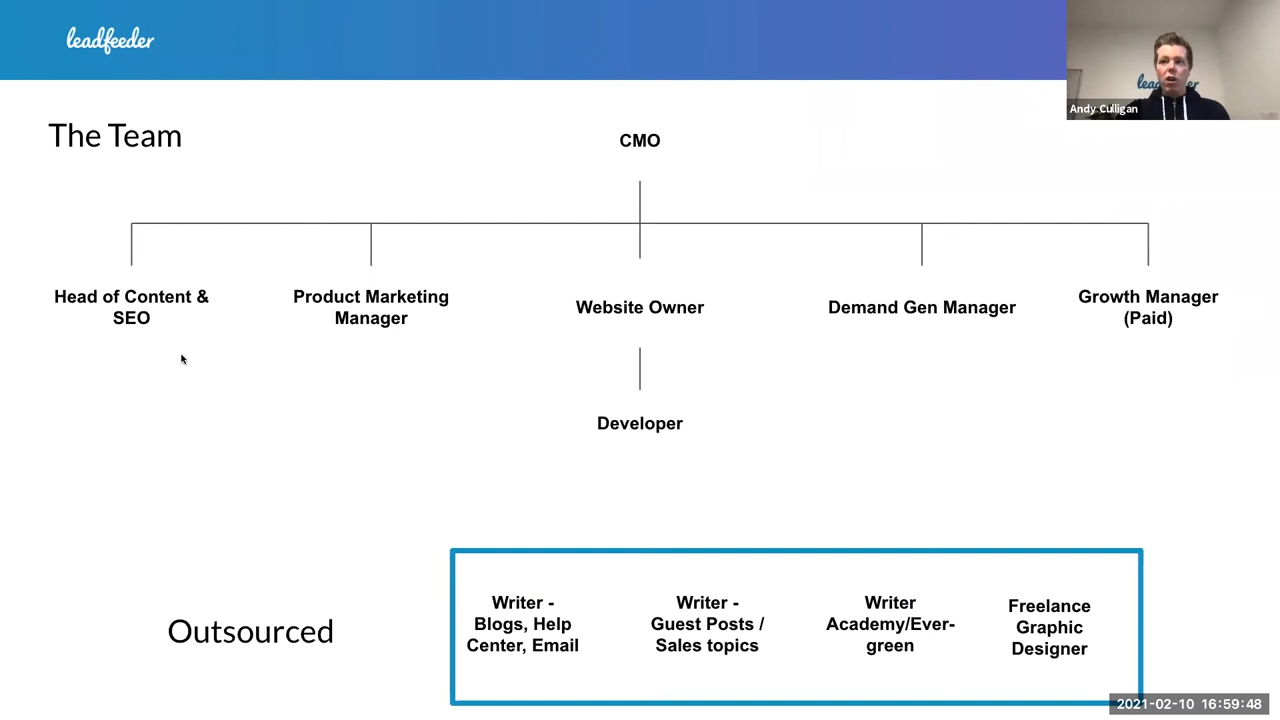 leadfeeder
Andy Culligan
The Team
CMO
Head of Content &
SEO
Product Marketing
Manager
Website Owner
Demand Gen Manager
Growth Manager
(Paid)
Developer
Outsourced
Writer -
Blogs, Help
Center, Email
Writer -
Guest Posts /
Sales topics
Writer
Academy/Ever-
green
Freelance
Graphic
Designer
2021-02-10 16:59:48